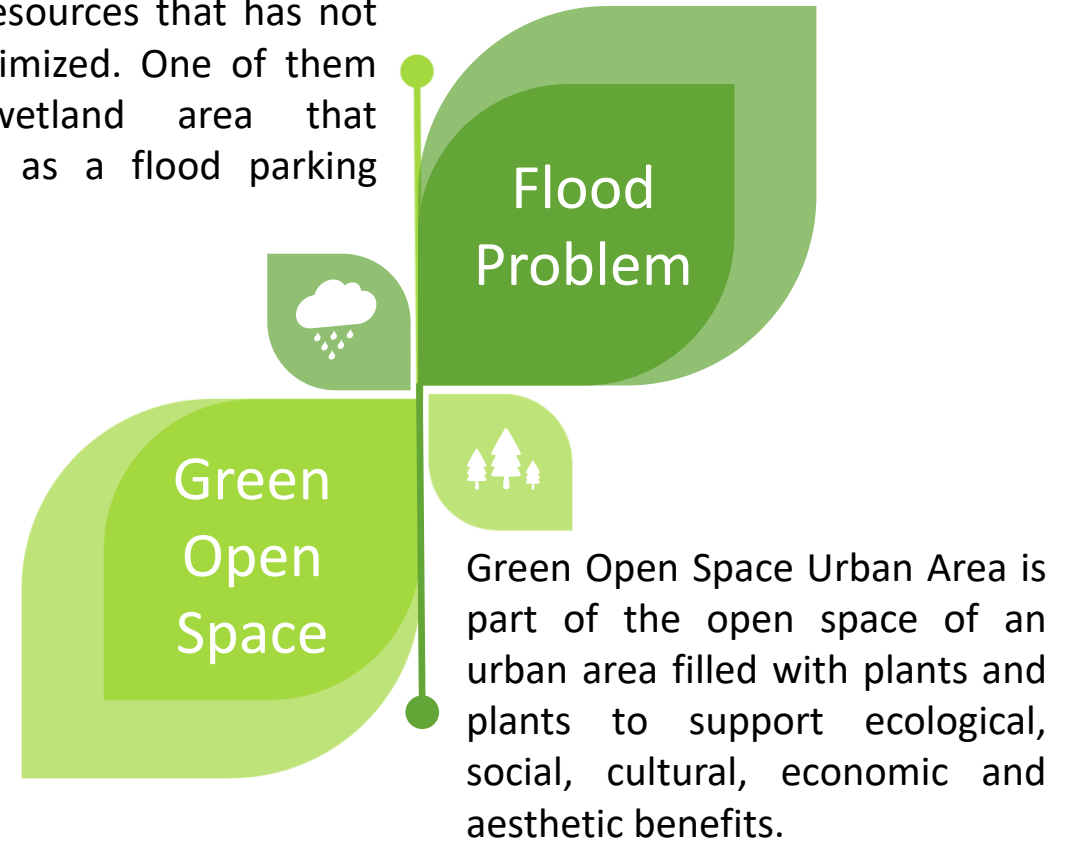 esources that has not
imized. One of them
wetland area that
as a flood parking
Flood
Problem
Green
Open
Space
Green Open Space Urban Area is
part of the open space of an
urban area filled with plants and
plants to support ecological,
social, cultural, economic and
aesthetic benefits.